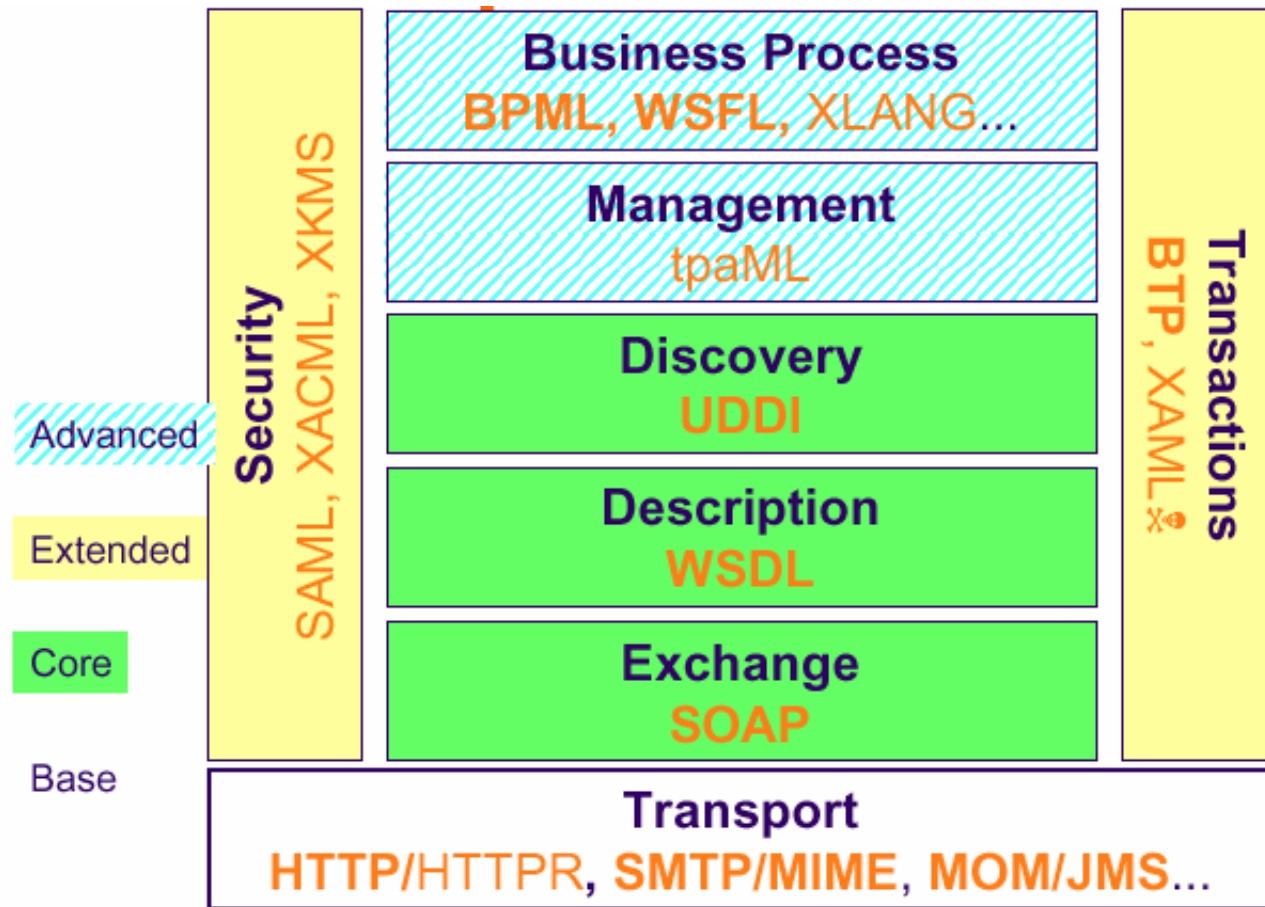 Business Process
BPML, WSFL, XLANG...
Management
tpaML
Discovery
UDDI
Description
WSDL
Exchange
SOAP
Security
SAML, XACML, XKMS
Transactions
BTP, XAML☠
Advanced
Extended
Core
Base
Transport
HTTP/HTTPR, SMTP/MIME, MOM/JMS...